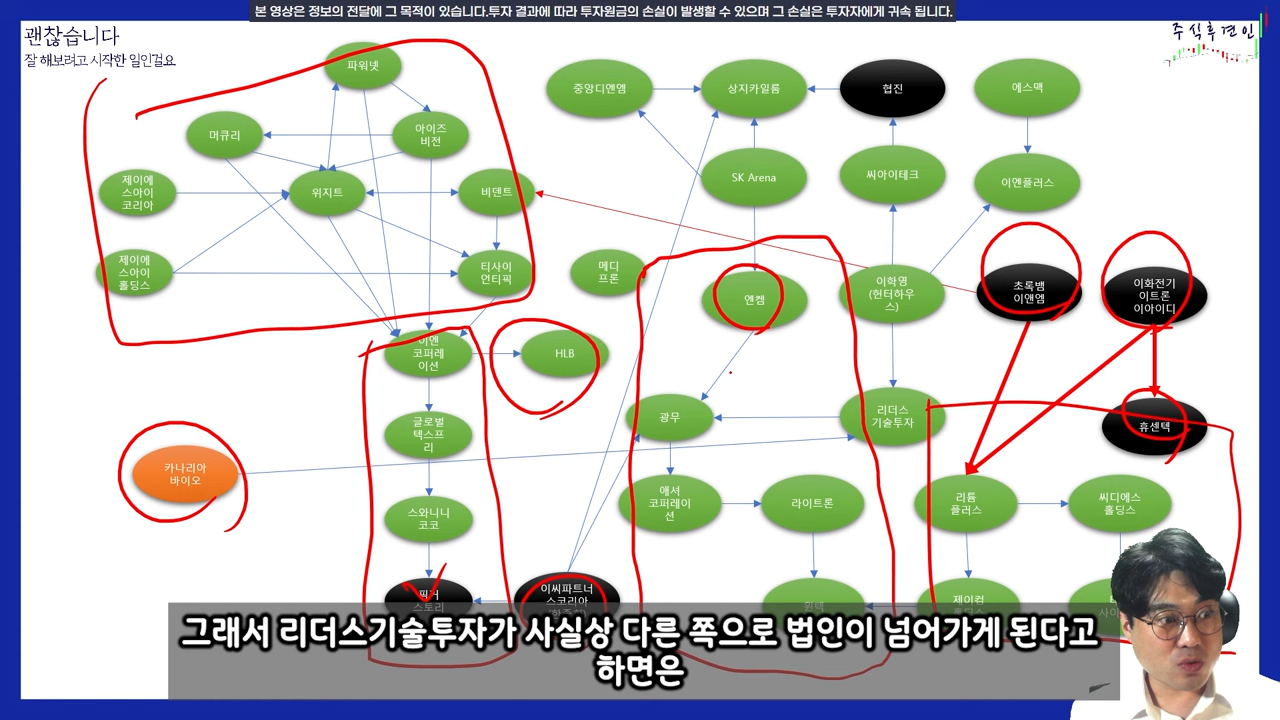 본 영상은 정보의 전달에 그 목적이 있습니다.투자 결과에 따라 투자원금의 손실이 발생할 수 있으며 그 손실은 투자자에게 귀속 됩니다.
괜찮습니다
잘 해보려고 시작한 일인걸요
주식후견인
파워넷
중앙디앤엠
상지카일룸
협진
에스맥
머큐리
아이즈
비전
제이에
스아이
코리아
위지트
비덴트
SK Arena
씨아이테크
이엔플러스
제이에
스아이
홀딩스
티사이
언티픽
메디
프론
엔켐
이학영
(헌터하우
스)
초록뱀
이앤엠
이화전기
이트론
이아이디
이엔
코퍼레
이션
HLB
글로벌
텍스프
리
광무
리더스
기술투자
휴센텍
카나리아
바이오
스와니니
코코
애셔
코퍼레이
션
라이트론
리튬
플러스
씨디에스
홀딩스
스토리
이씨파트너
스코리아
그래서 리더스기술투자가 사실상 다른 쪽으로 법인이 넘어가게 된다고
하면은